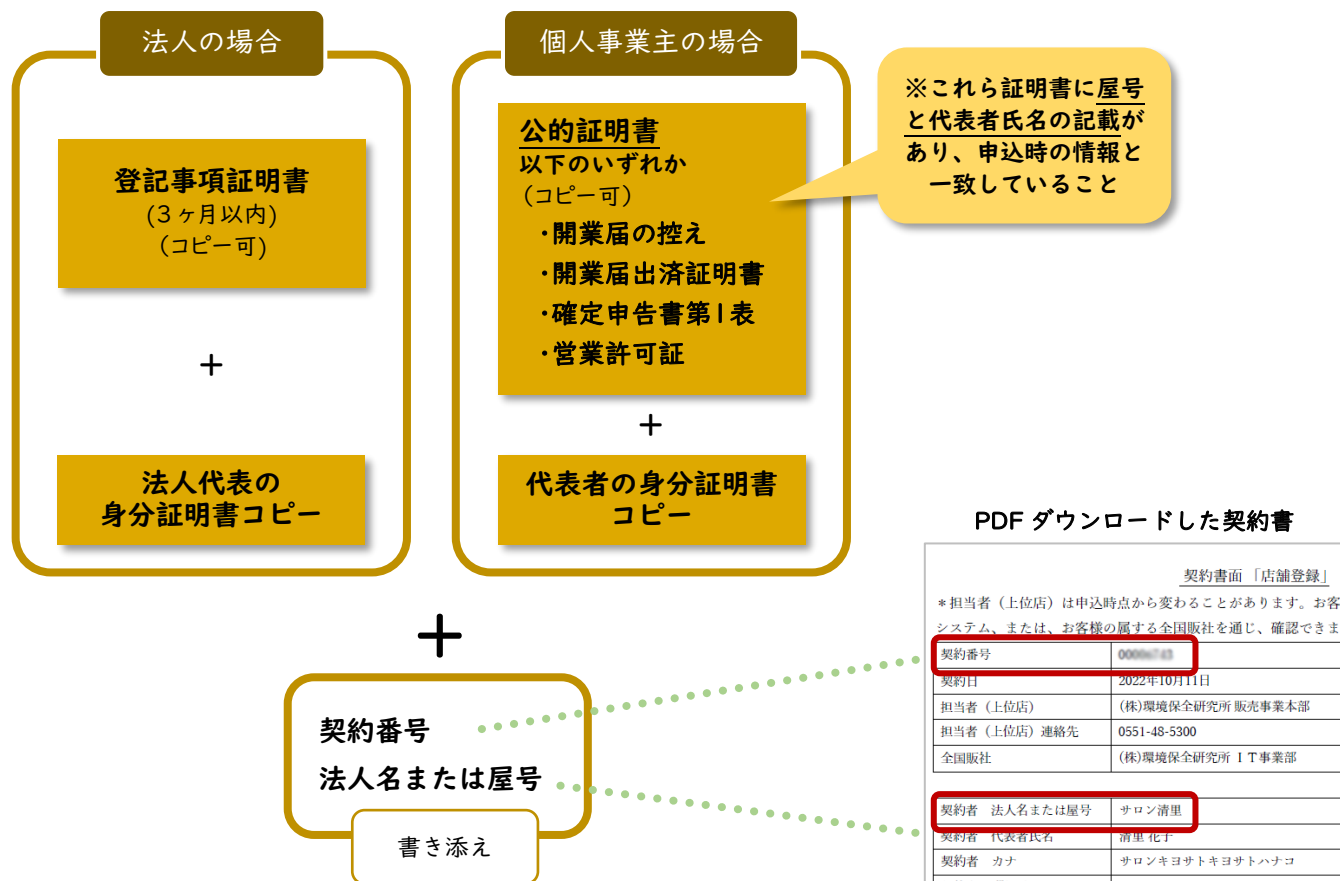 法人の場合
登記事項証明書
(3ヶ月以内)
(コピー可)
+
法人代表の
身分証明書コピー
個人事業主の場合
公的証明書
以下のいずれか
(コピー可)
・開業届の控え
・開業届出済証明書
・確定申告書第1表
・営業許可証
+
代表者の身分証明書
コピー
※これら証明書に屋号
と代表者氏名の記載が
あり、申込時の情報と
一致していること
+
契約番号
法人名または屋号
書き添え
PDFダウンロードした契約書
契約書面「店舗登録」
*担当者（上位店）は申込時点から変わることがあります。お客
システム、または、お客様の属する全国販社を通じ、確認できま
契約番号
契約日 2022年10月11日
担当者（上位店） (株)環境保全研究所 販売事業本部
担当者（上位店）連絡先 0551-48-5300
全国販社 (株)環境保全研究所 ＩＴ事業部
契約者 法人名または屋号 サロン清里
契約者 代表者氏名 清里 花子
契約者 カナ サロンキヨサトキヨサトハナコ